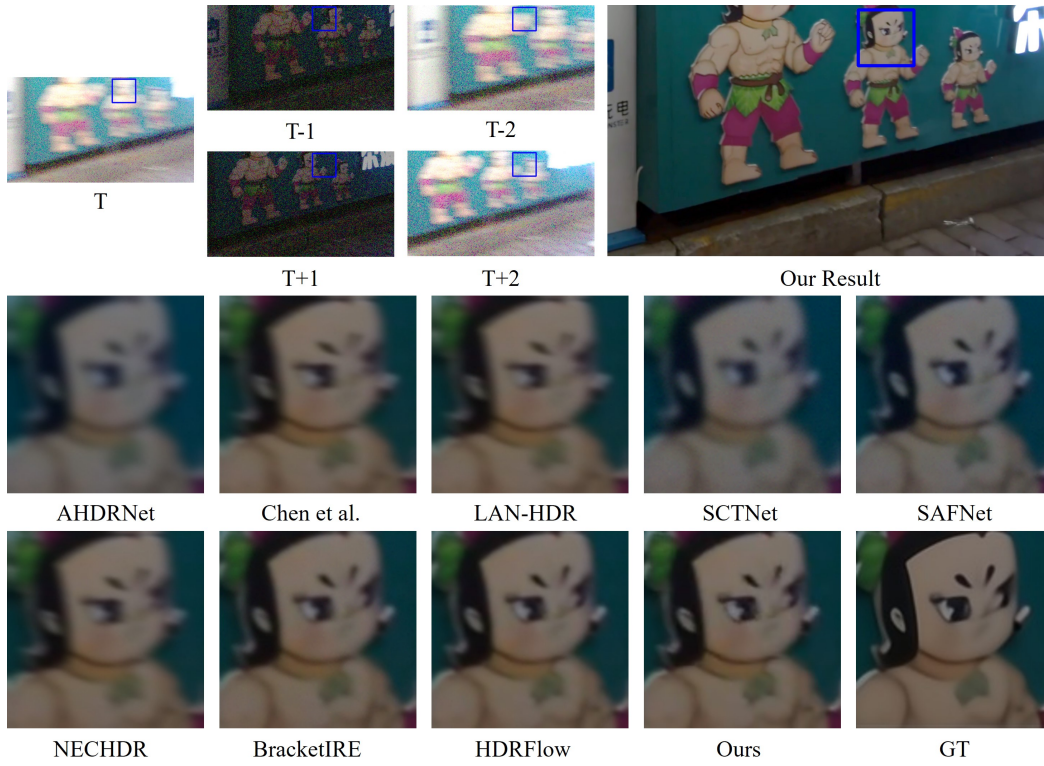 T-1 T-2
T
T+1 T+2
Our Result
AHDRNet Chen et al. LAN-HDR SCTNet SAFNet
NECHDR BracketIRE HDRFlow Ours GT